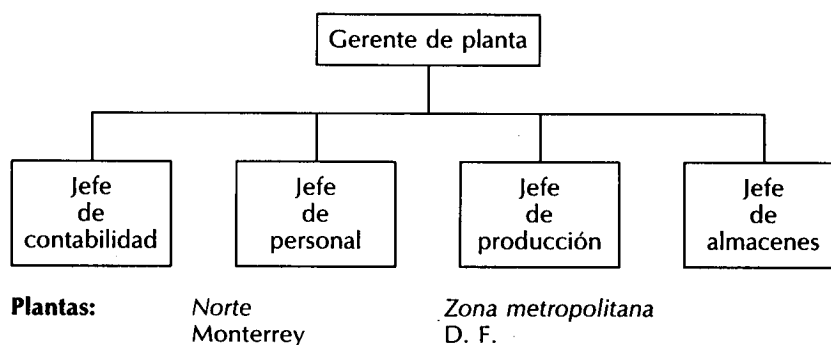 Gerente de planta
Jefe
de
contabilidad
Jefe
de
personal
Jefe
de
producción
Jefe
de
almacenes
Plantas: Norte Zona metropolitana
Monterrey D. F.